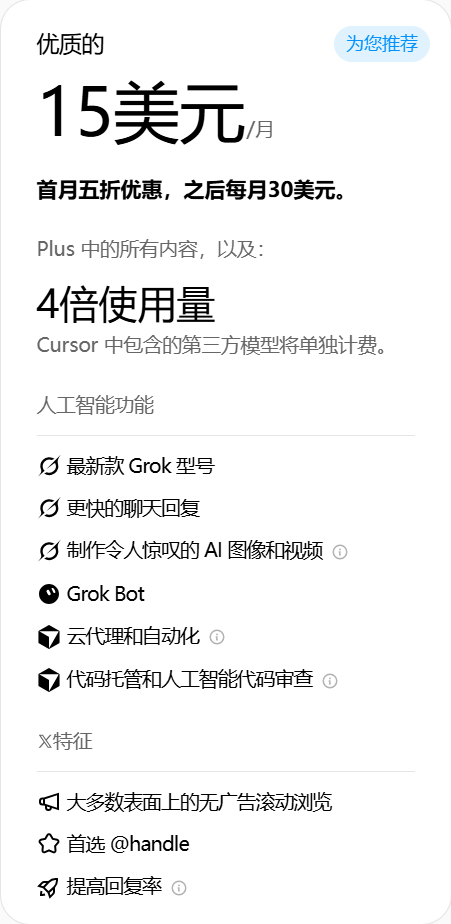 优质的
为您推荐
15美元/月
首月五折优惠，之后每月30美元。
Plus 中的所有内容，以及：
4倍使用量
Cursor 中包含的第三方模型将单独计费。
人工智能功能
最新款 Grok 型号
更快的聊天回复
制作令人惊叹的 AI 图像和视频
Grok Bot
云代理和自动化
代码托管和人工智能代码审查
𝕏特征
大多数表面上的无广告滚动浏览
首选 @handle
提高回复率